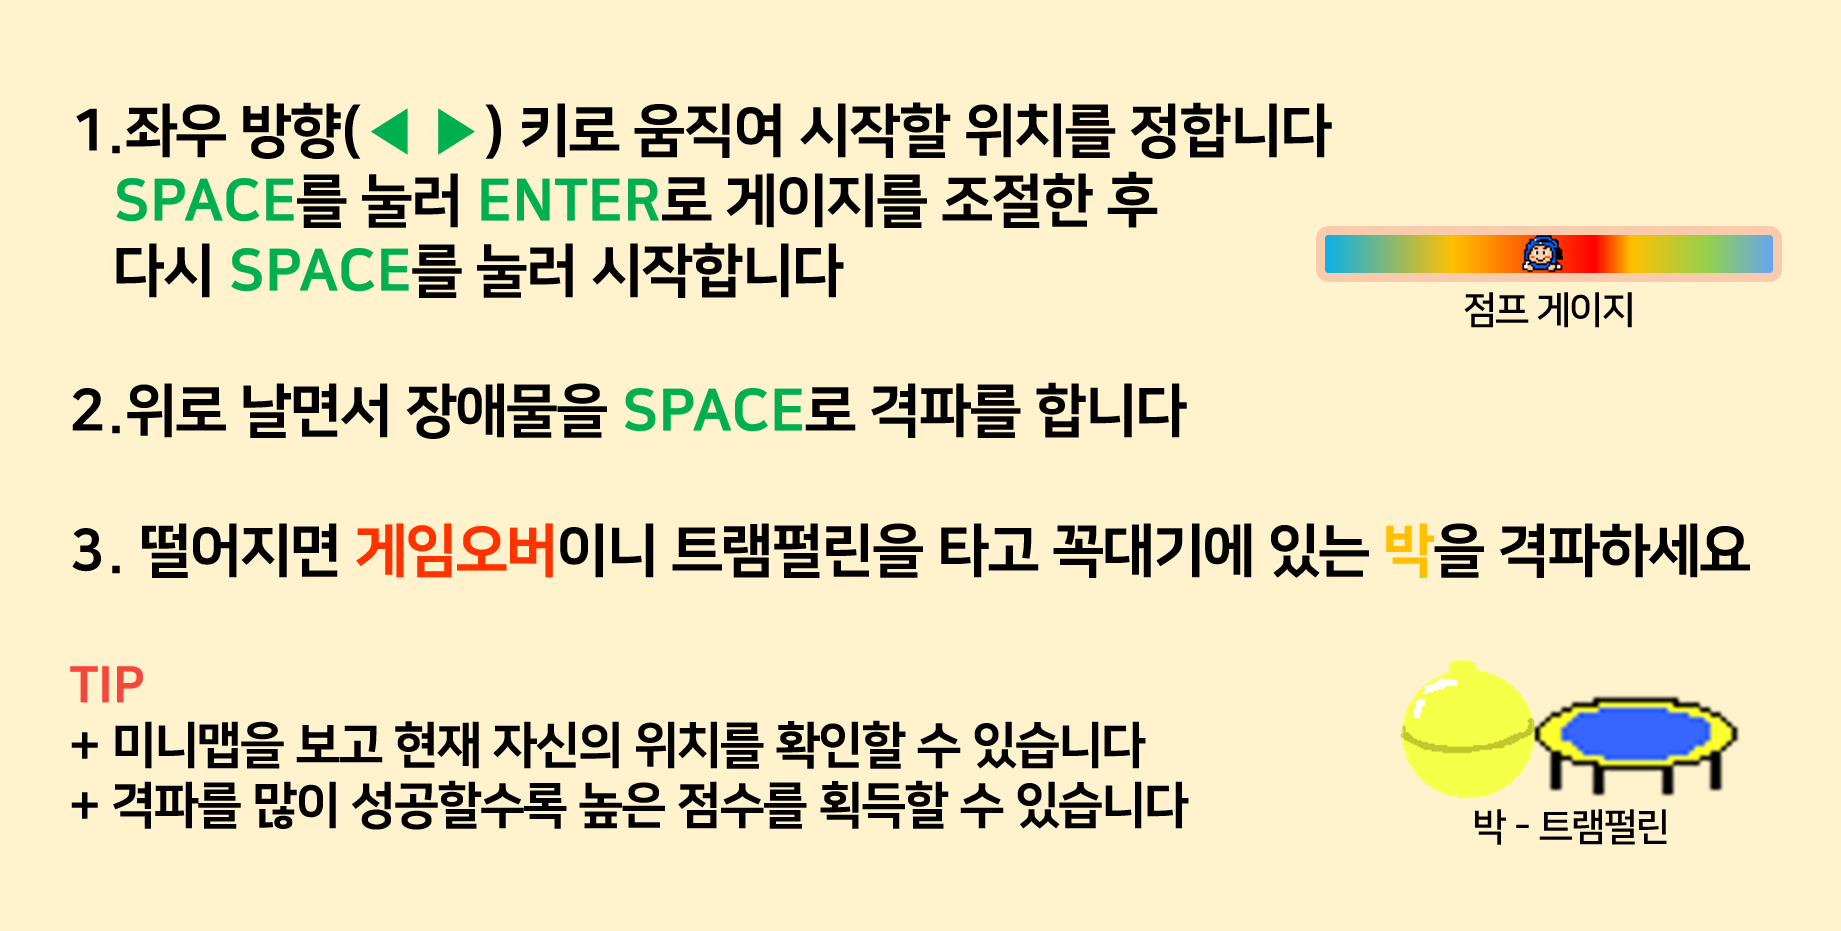 1.좌우 방향(◀ ▶) 키로 움직여 시작할 위치를 정합니다
SPACE를 눌러 ENTER로 게이지를 조절한 후
다시 SPACE를 눌러 시작합니다
점프 게이지
2.위로 날면서 장애물을 SPACE로 격파를 합니다
3. 떨어지면 게임오버이니 트램펄린을 타고 꼭대기에 있는 박을 격파하세요
TIP
+ 미니맵을 보고 현재 자신의 위치를 확인할 수 있습니다
+ 격파를 많이 성공할수록 높은 점수를 획득할 수 있습니다
박 - 트램펄린